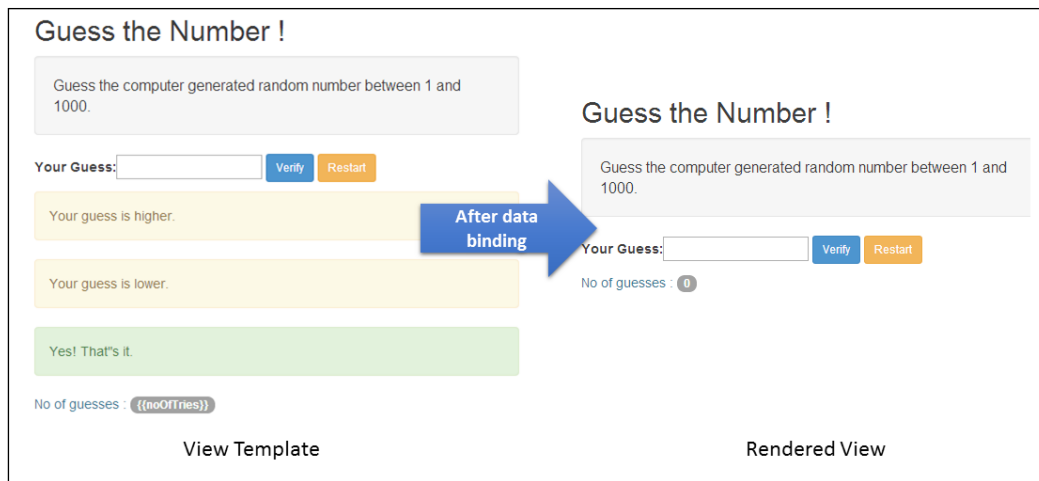 Guess the Number !
Guess the computer generated random number between 1 and
1000.
Your Guess:
Verify
Restart
Your guess is higher.
Your guess is lower.
Yes! That"s it.
No of guesses : {{noOfTries}}
View Template
After data
binding
Guess the Number !
Guess the computer generated random number between 1 and
1000.
Your Guess:
Verify
Restart
No of guesses : 0
Rendered View